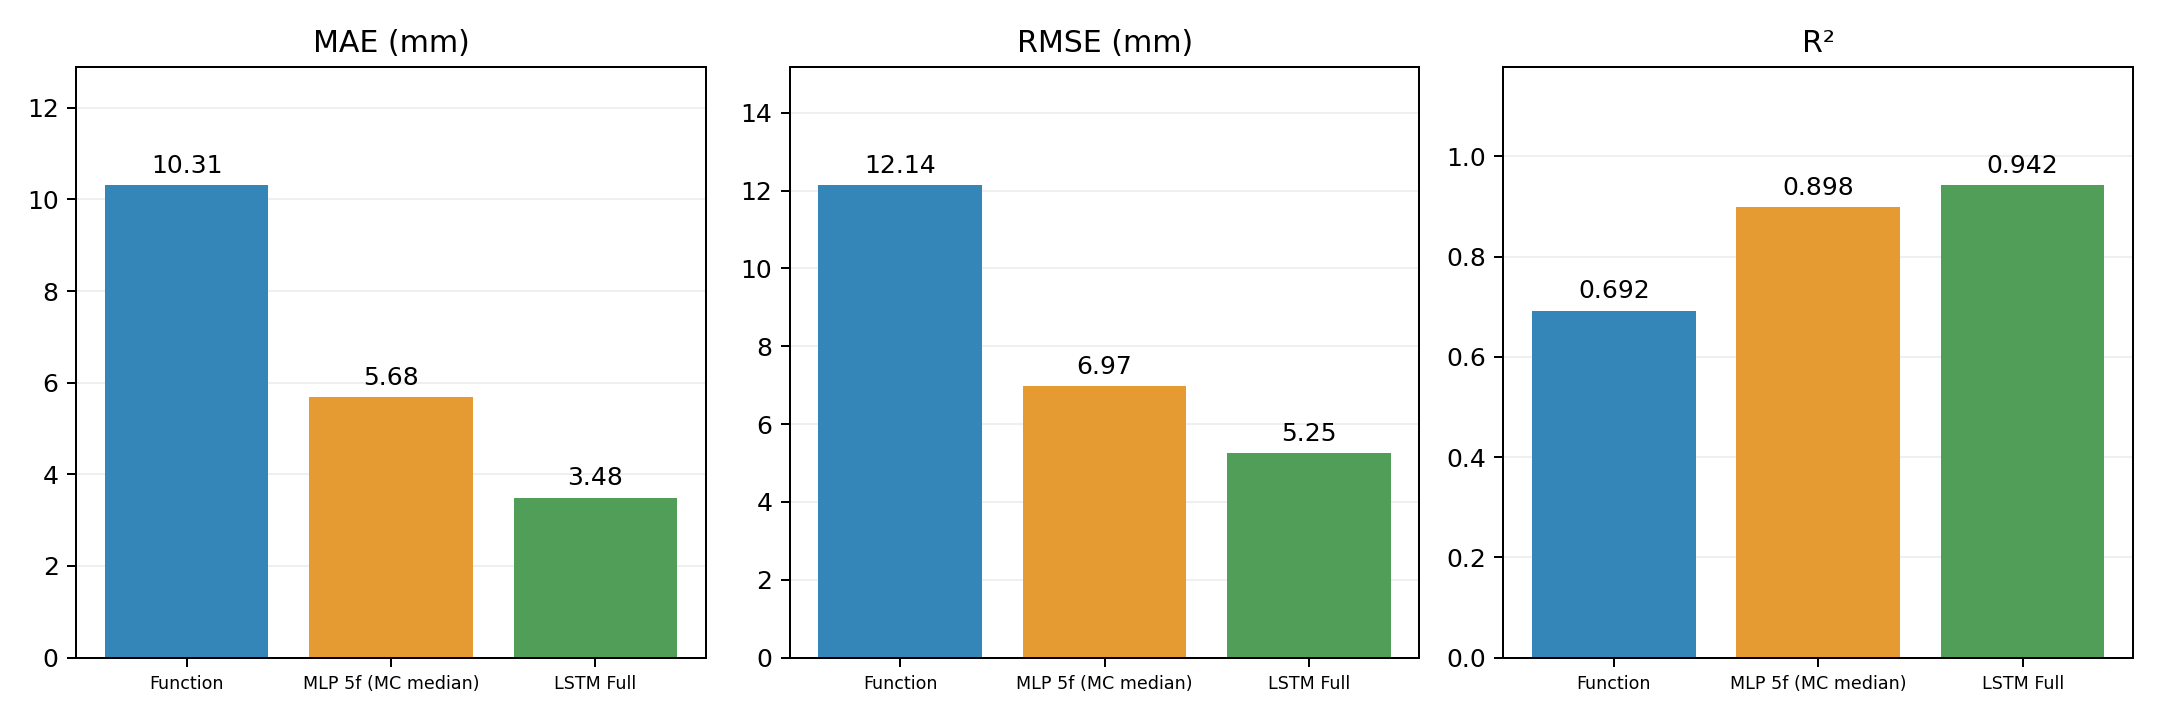 MAE (mm)
12
10
8
6
4
2
0
10.31
5.68
3.48
Function
MLP 5f (MC median)
LSTM Full
RMSE (mm)
14
12
10
8
6
4
2
0
12.14
6.97
5.25
Function
MLP 5f (MC median)
LSTM Full
R²
1.0
0.8
0.6
0.4
0.2
0.0
0.692
0.898
0.942
Function
MLP 5f (MC median)
LSTM Full